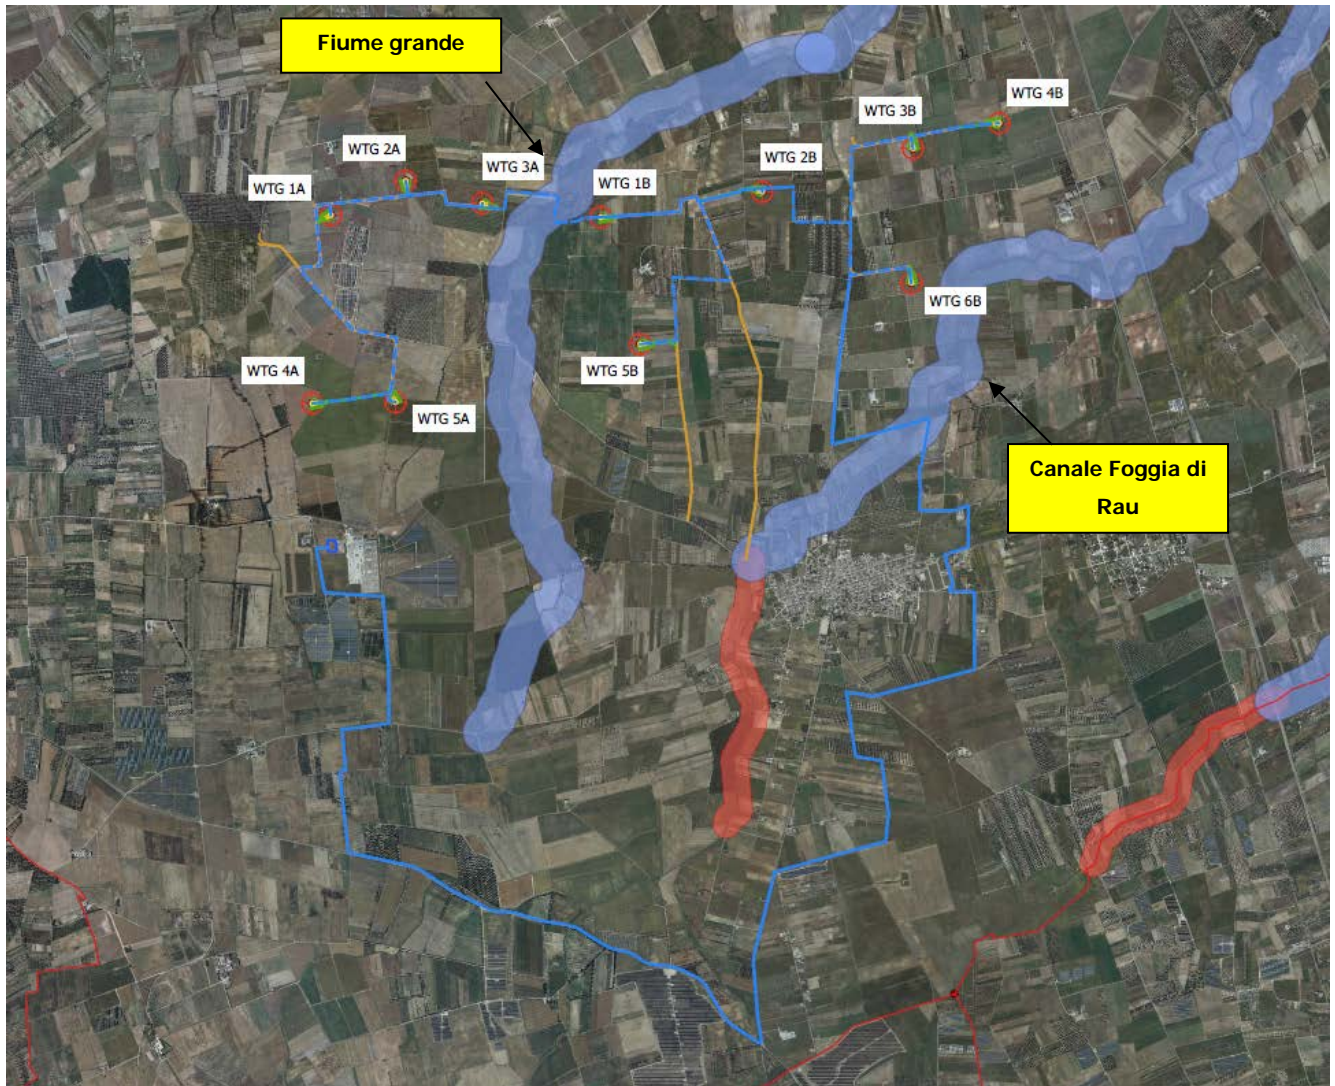 Fiume grande
WTG 4B
WTG 3B
WTG 2A
WTG 3A
WTG 2B
WTG 1A
WTG 1B
WTG 6B
WTG 4A
WTG 5B
WTG 5A
Canale Foggia di
Rau